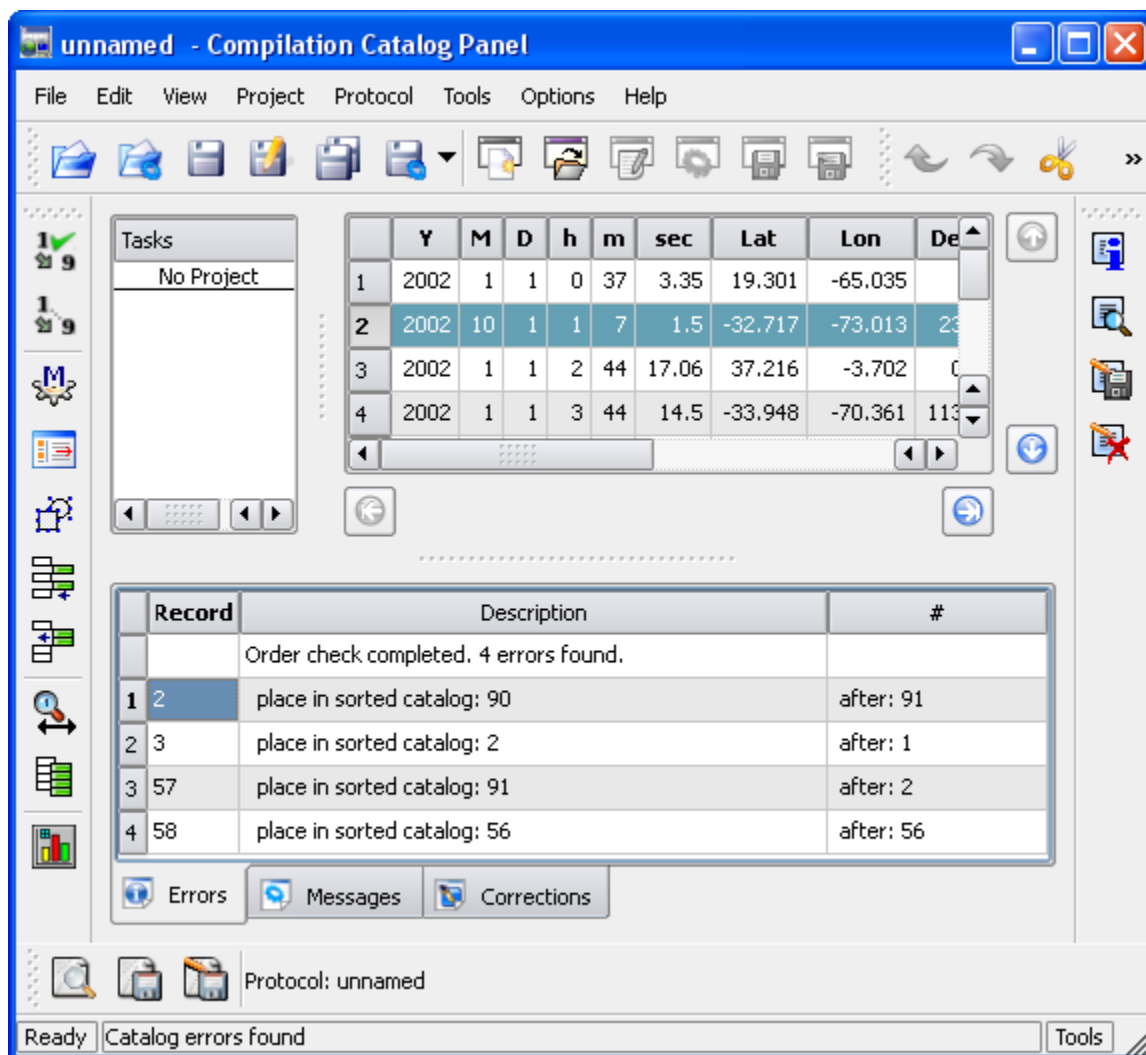 unnamed - Compilation Catalog Panel
File Edit View Project Protocol Tools Options Help
»
1 9
1 9
M
Tasks
No Project
Y M D h m sec Lat Lon De
1 2002 1 1 0 37 3.35 19.301 -65.035
2 2002 10 1 1 7 1.5 -32.717 -73.013 23
3 2002 1 1 2 44 17.06 37.216 -3.702
4 2002 1 1 3 44 14.5 -33.948 -70.361 113
Record Description #
Order check completed. 4 errors found.
1 2 place in sorted catalog: 90 after: 91
2 3 place in sorted catalog: 2 after: 1
3 57 place in sorted catalog: 91 after: 2
4 58 place in sorted catalog: 56 after: 56
Errors Messages Corrections
Protocol: unnamed
Ready Catalog errors found Tools